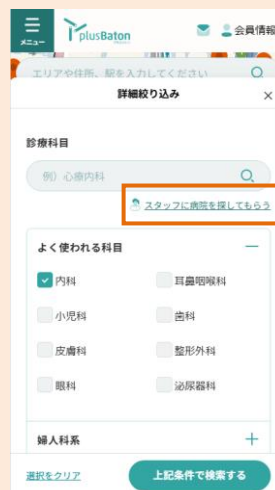 メニュー
plusBaton
会員情報
エリアや住所、駅を入力してください
詳細絞り込み
×
診療科目
例）心療内科
スタッフに病院を探してもらう
よく使われる科目
内科
耳鼻咽喉科
小児科
歯科
皮膚科
整形外科
眼科
泌尿器科
婦人科系
選択をクリア
上記条件で検索する